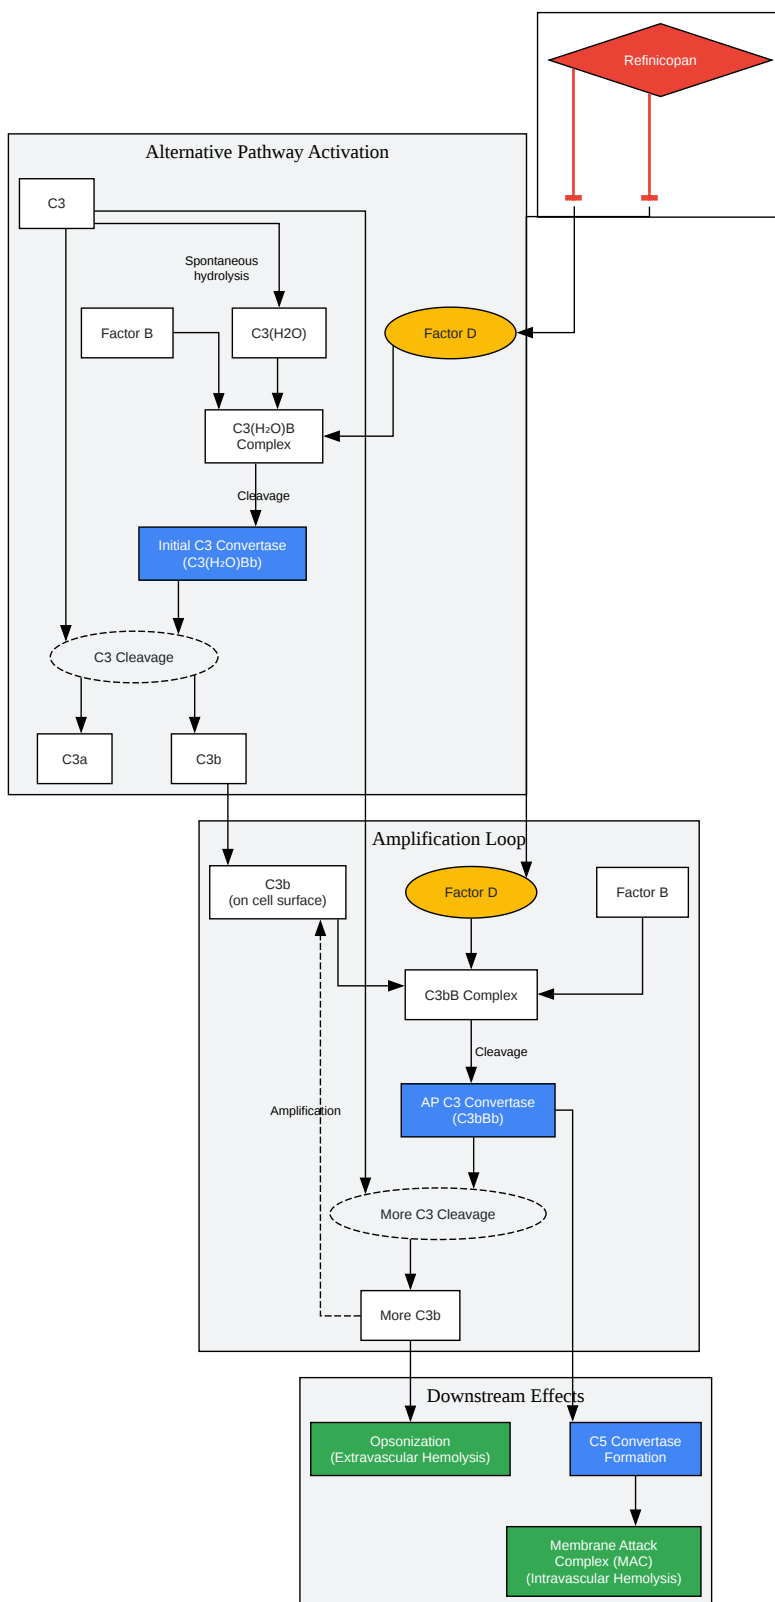 Refinicopan
Alternative Pathway Activation
C3
Spontaneous
hydrolysis
Factor B
C3(H2O)
Factor D
C3(H₂O)B
Complex
Cleavage
Initial C3 Convertase
(C3(H₂O)Bb)
C3 Cleavage
C3a
C3b
Amplification Loop
C3b
(on cell surface)
Factor D
Factor B
C3bB Complex
Cleavage
AP C3 Convertase
(C3bBb)
Amplification
More C3 Cleavage
More C3b
Downstream Effects
Opsonization
(Extravascular Hemolysis)
C5 Convertase
Formation
Membrane Attack
Complex (MAC)
(Intravascular Hemolysis)